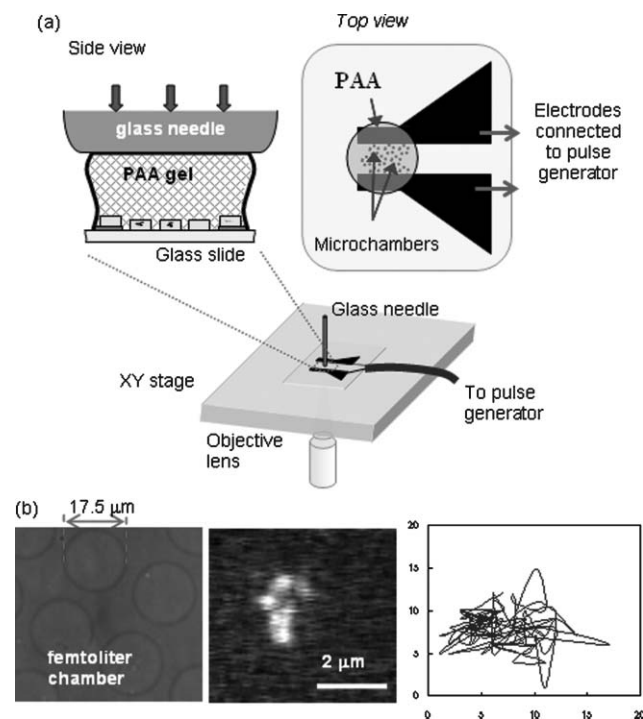 (a)
Side view
Top view
glass needle
PAA gel
Glass slide
PAA
Electrodes
connected
to pulse
generator
Microchambers
Glass needle
XY stage
To pulse
generator
Objective
lens
(b)
17.5 μm
femtoliter
chamber
2 μm
20
15
10
5
0
0
5
10
15
20